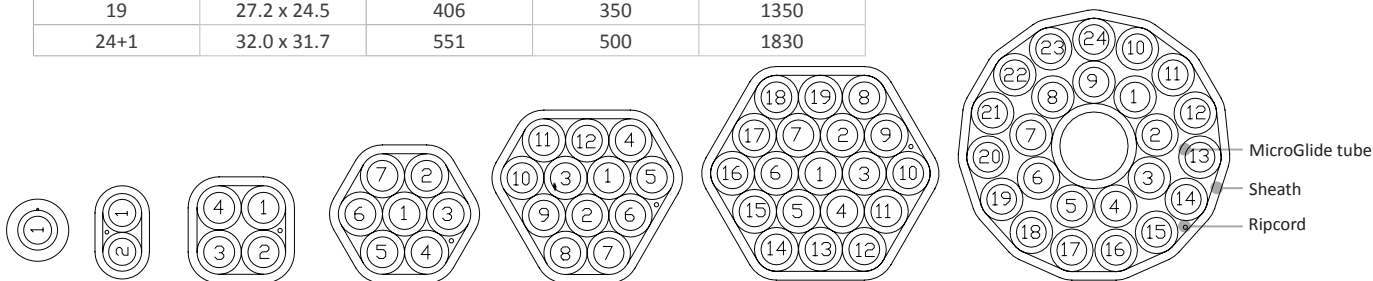 19 27.2 x 24.5 406 350 1350
24+1 32.0 x 31.7 551 500 1830
1
1
2
4 1
3 2
7 2
6 1 3
5 4
11 12 4
10 3 1 5
9 2 6
8 7
18 19 8
17 7 2 9
16 6 1 3 10
15 5 4 11
14 13 12
24
23 10
22 9 11
8 1
21 12
7 2
20 13
6 3
19 14
5 4
18 15
17 16
MicroGlide tube
Sheath
Ripcord